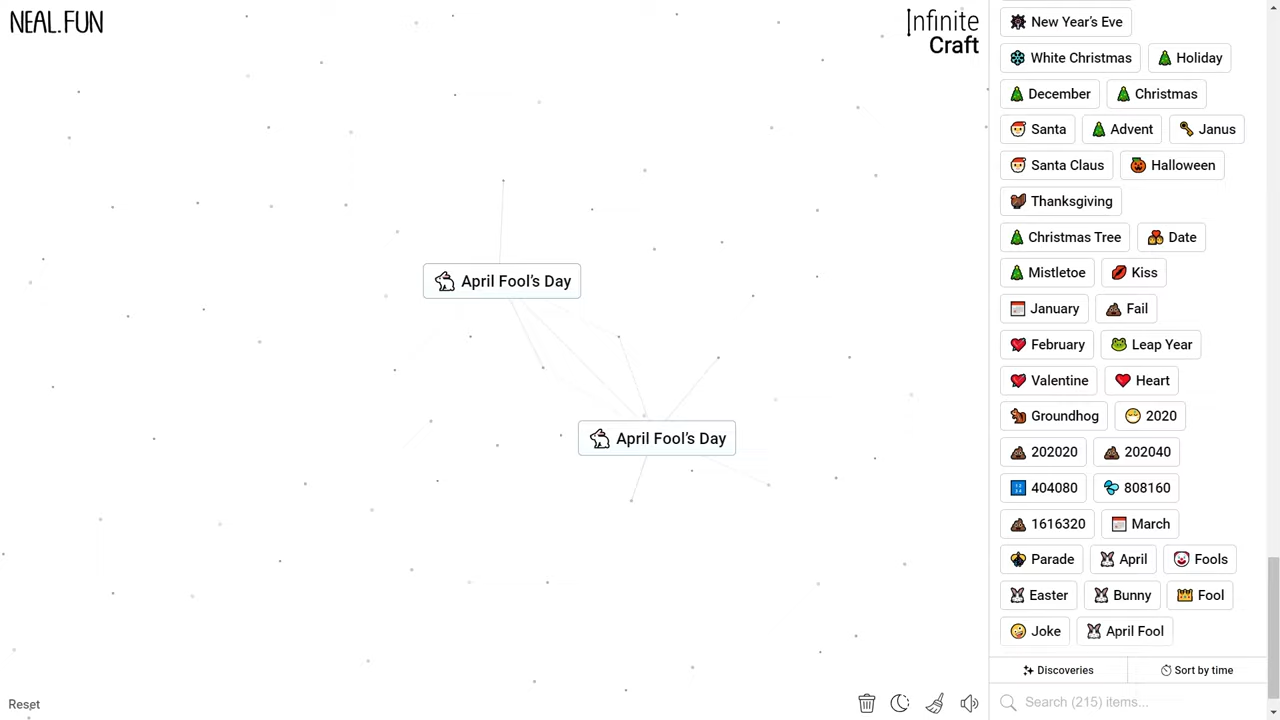 NEAL.FUN
Infinite
Craft
New Year's Eve
White Christmas Holiday
December Christmas
Santa Advent Janus
Santa Claus Halloween
Thanksgiving
Christmas Tree Date
Mistletoe Kiss
January Fail
February Leap Year
Valentine Heart
Groundhog 2020
202020 202040
404080 808160
1616320 March
Parade April Fools
Easter Bunny Fool
Joke April Fool
April Fool's Day
April Fool's Day
Discoveries Sort by time
Search (215) items...
Reset